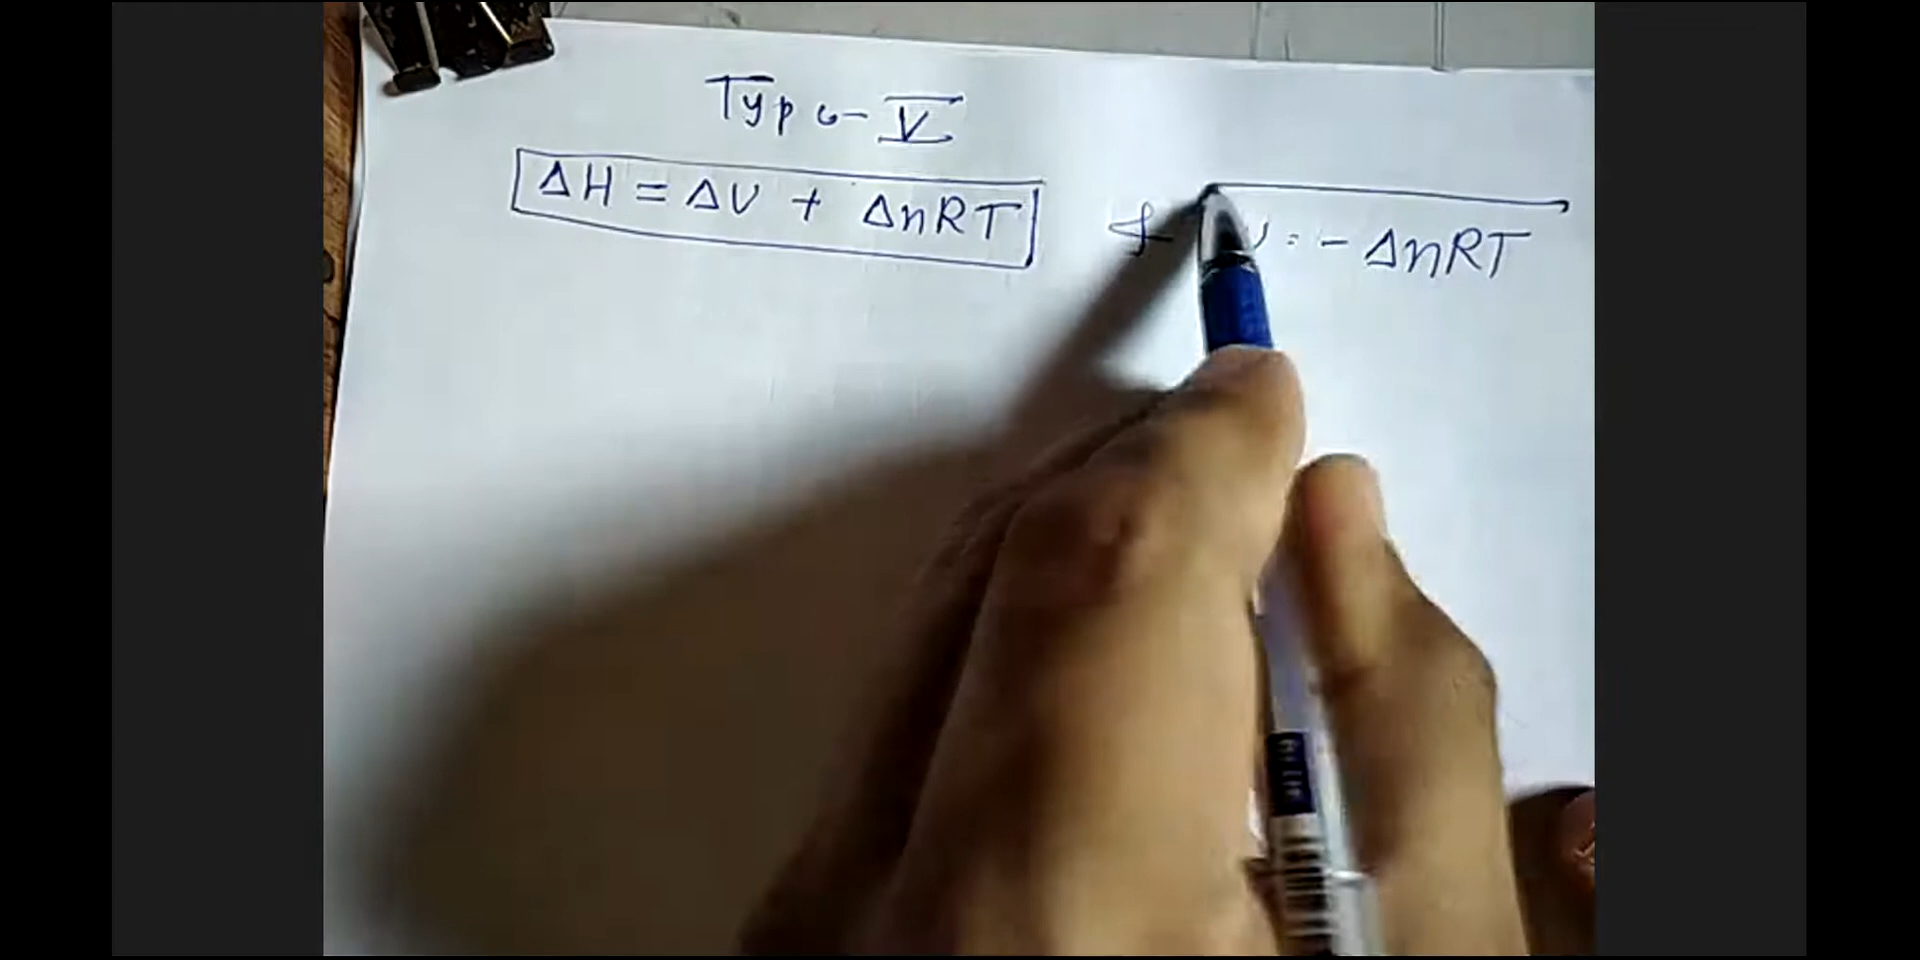 Type-V
ΔH = ΔU + ΔnRT
& = -ΔnRT